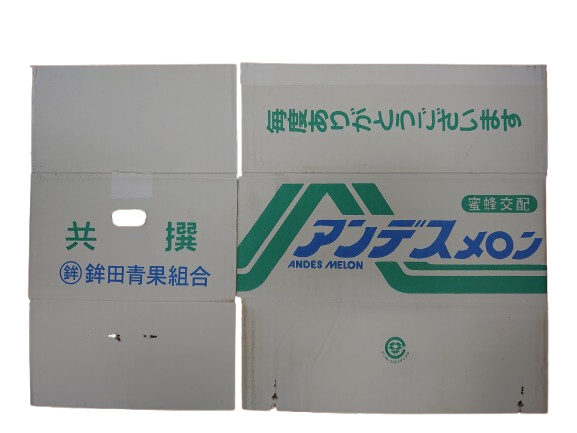 毎度ありがとうございます
蜜蜂交配
アンデスメロン
ANDES MELON
共 撰
鉾 鉾田青果組合